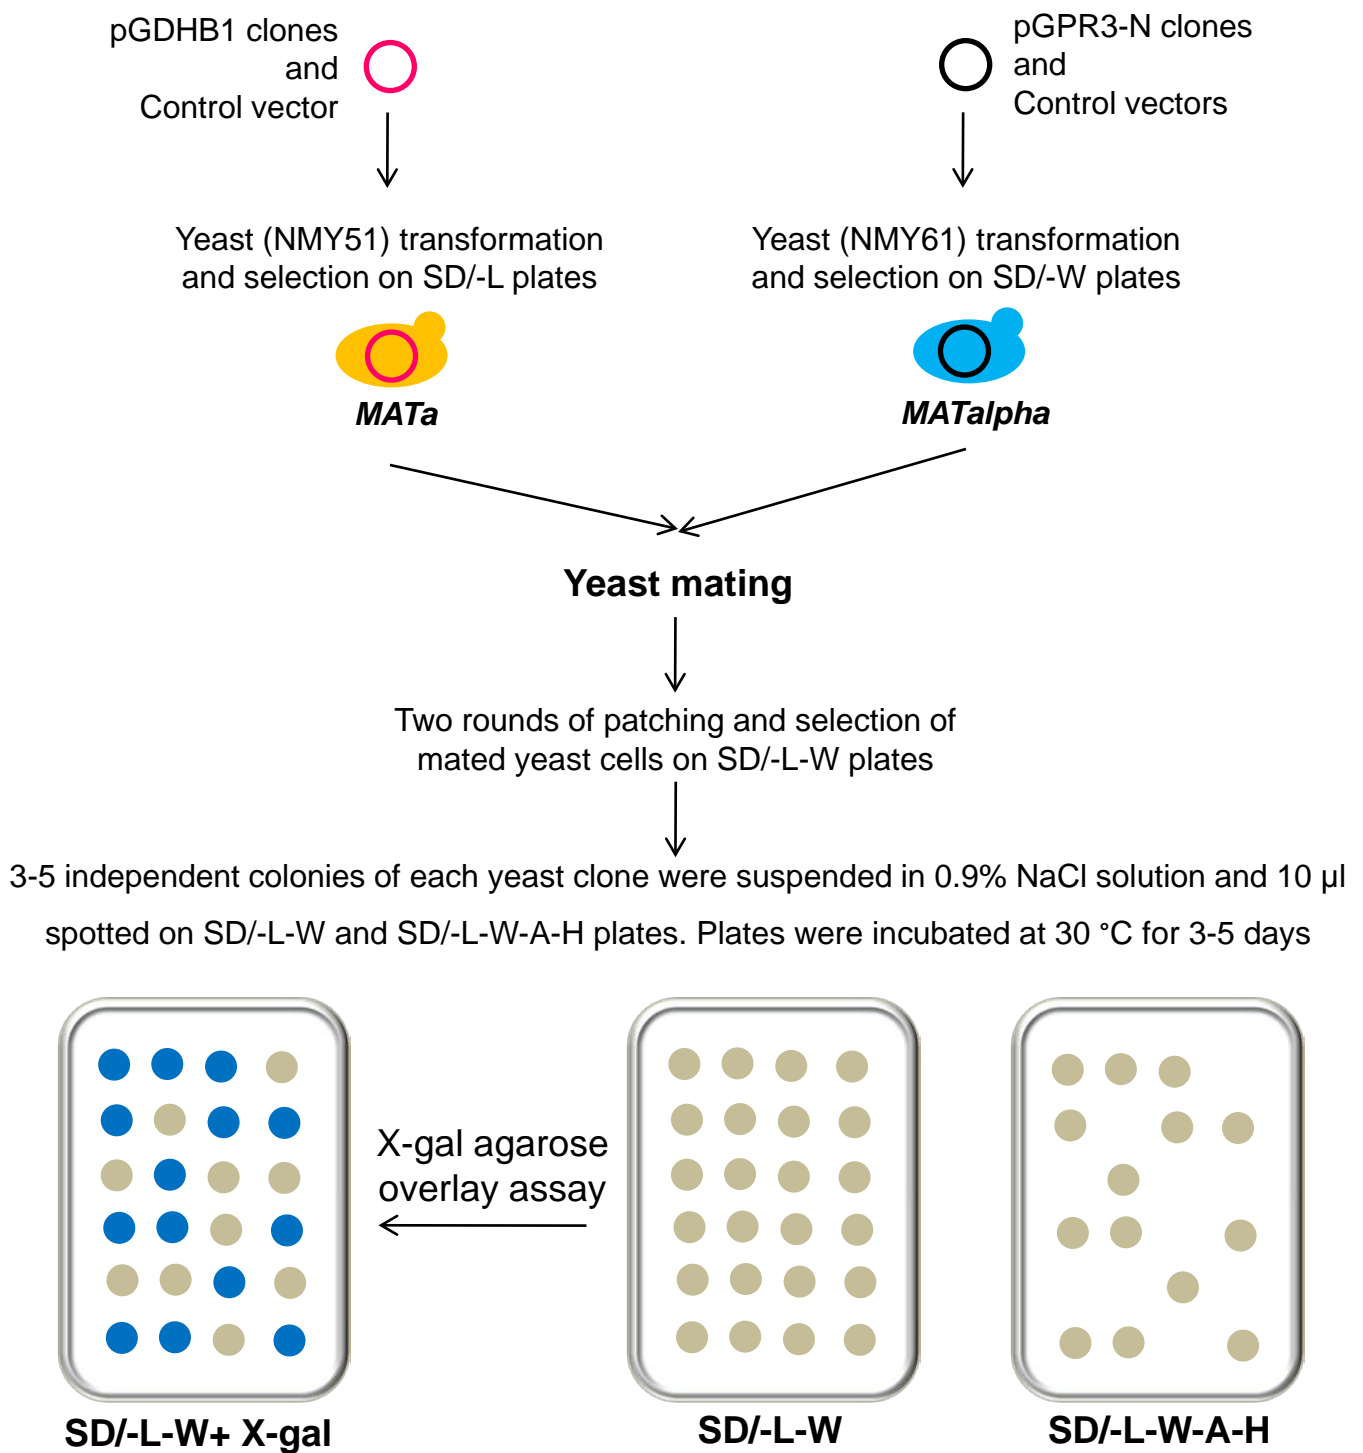 pGDHB1 clones
and
Control vector
pGPR3-N clones
and
Control vectors
Yeast (NMY51) transformation
and selection on SD/-L plates
Yeast (NMY61) transformation
and selection on SD/-W plates
MATa
MATalpha
Yeast mating
Two rounds of patching and selection of
mated yeast cells on SD/-L-W plates
3-5 independent colonies of each yeast clone were suspended in 0.9% NaCl solution and 10 µl
spotted on SD/-L-W and SD/-L-W-A-H plates. Plates were incubated at 30 °C for 3-5 days
X-gal agarose
overlay assay
SD/-L-W+ X-gal
SD/-L-W
SD/-L-W-A-H